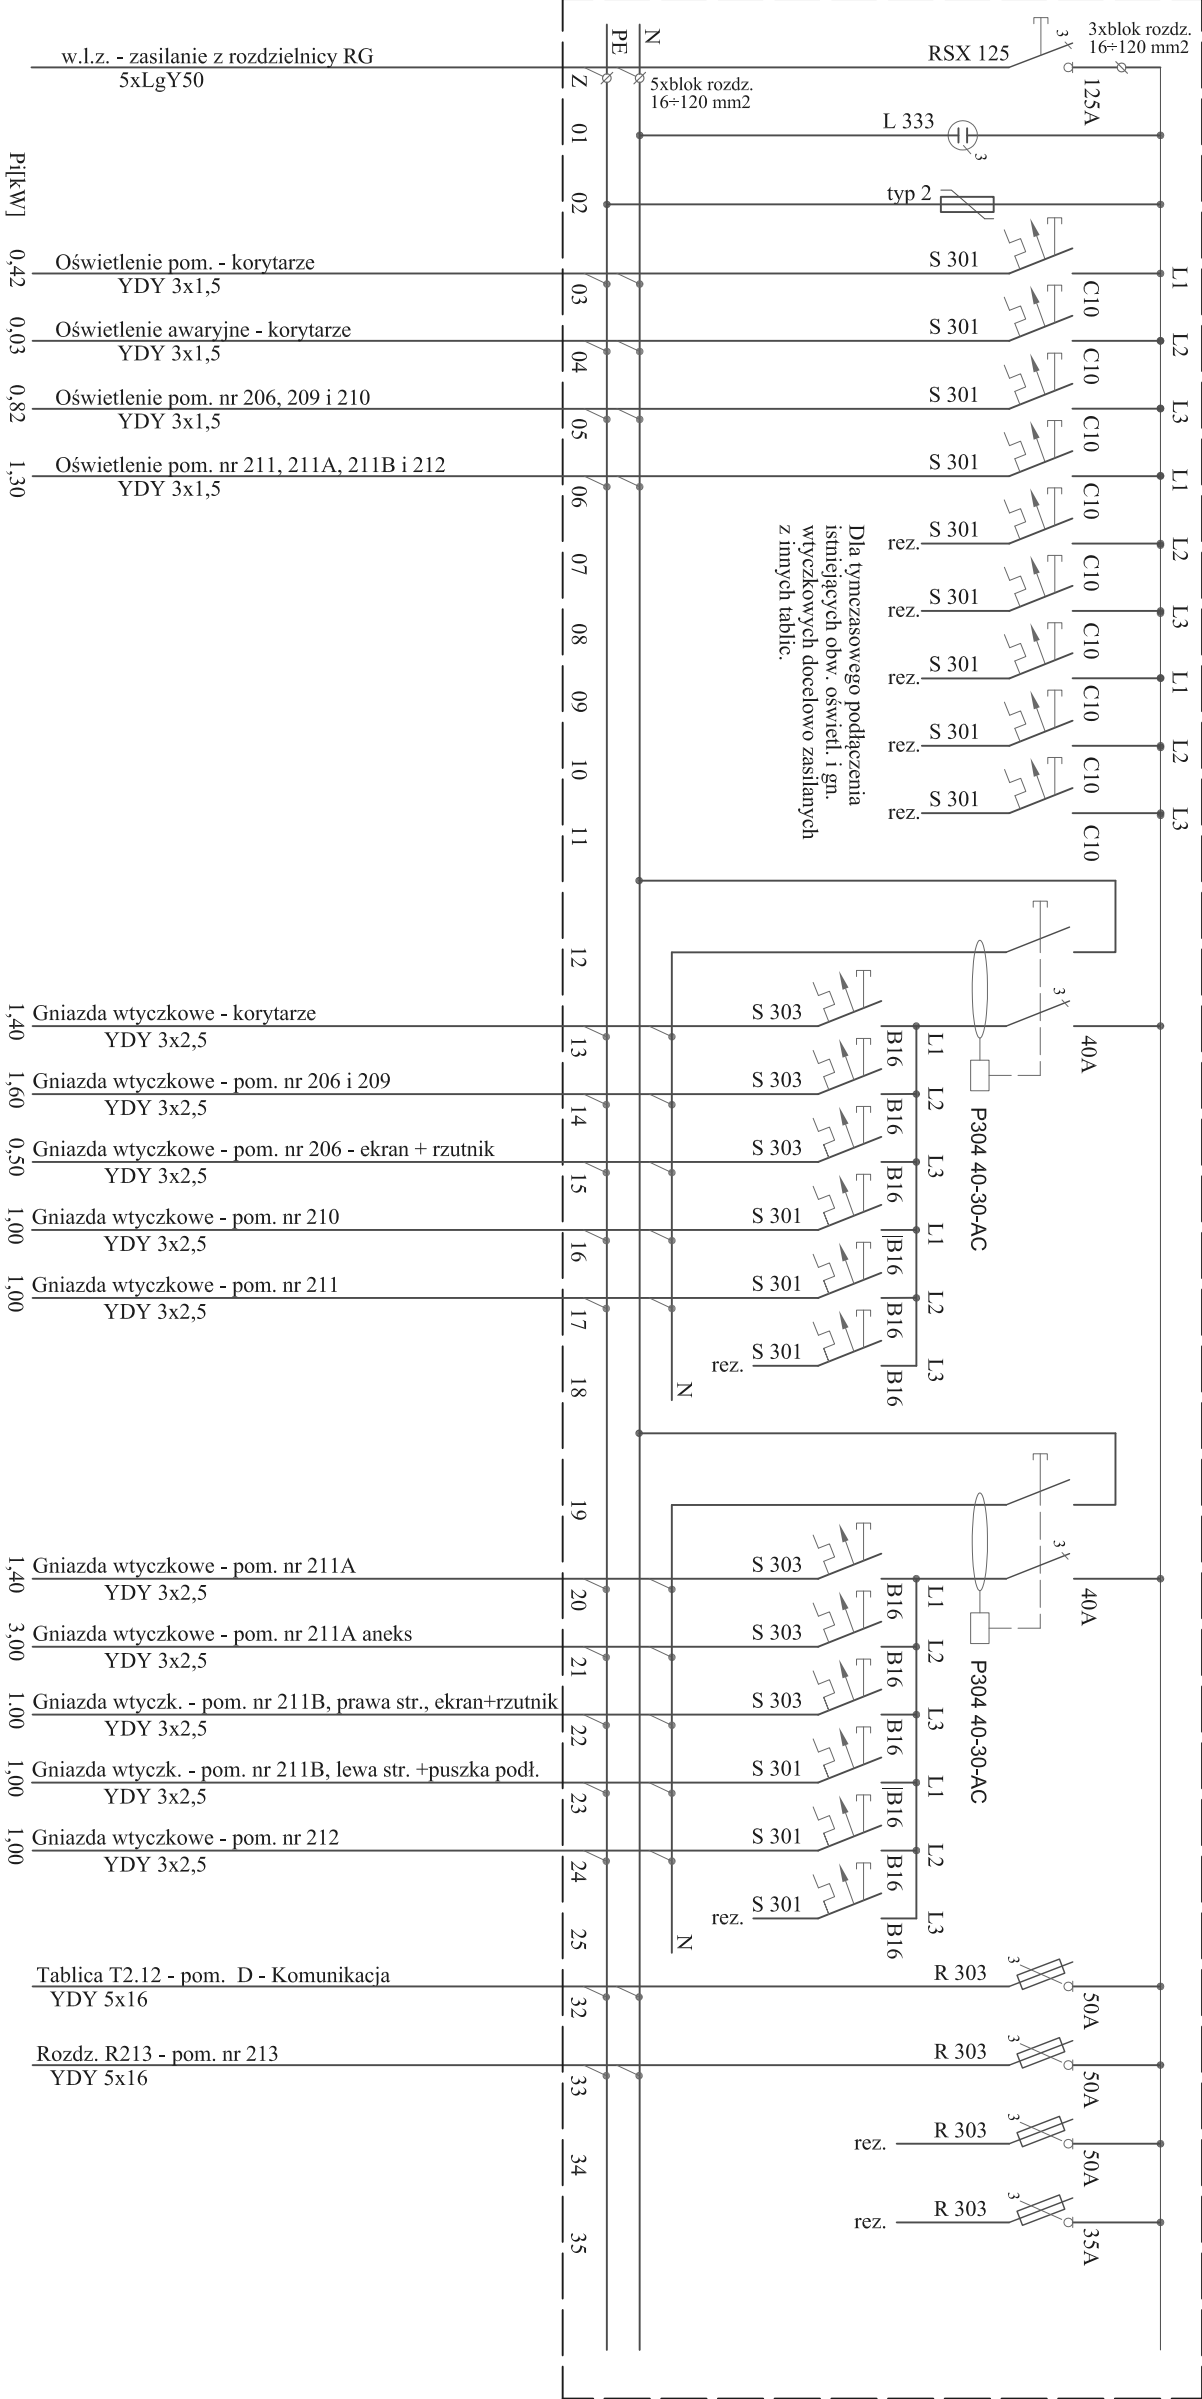 3xblok rozdz.
16÷120 mm2
N
PE
w.l.z. - zasilanie z rozdzielnicy RG
5xLgY50
Z
5xblok rozdz.
16÷120 mm2
RSX 125
3
125A
01
L 333
3
02
typ 2
Pi[kW]
0,42
Oświetlenie pom. - korytarze
YDY 3x1,5
03
S 301
C10
L1
0,03
Oświetlenie awaryjne - korytarze
YDY 3x1,5
04
S 301
C10
L2
0,82
Oświetlenie pom. nr 206, 209 i 210
YDY 3x1,5
05
S 301
C10
L3
1,30
Oświetlenie pom. nr 211, 211A, 211B i 212
YDY 3x1,5
06
S 301
C10
L1
07
rez.
S 301
C10
L2
08
rez.
S 301
C10
L3
09
rez.
S 301
C10
L1
10
rez.
S 301
C10
L2
11
rez.
S 301
C10
L3
Dla tymczasowego podłączenia
istniejących obw. oświetl. i gn.
wtyczkowych docelowo zasilanych
z innych tablic.
12
3
40A
P304 40-30-AC
1,40
Gniazda wtyczkowe - korytarze
YDY 3x2,5
13
S 303
B16
L1
1,60
Gniazda wtyczkowe - pom. nr 206 i 209
YDY 3x2,5
14
S 303
B16
L2
0,50
Gniazda wtyczkowe - pom. nr 206 - ekran + rzutnik
YDY 3x2,5
15
S 303
B16
L3
1,00
Gniazda wtyczkowe - pom. nr 210
YDY 3x2,5
16
S 301
B16
L1
1,00
Gniazda wtyczkowe - pom. nr 211
YDY 3x2,5
17
S 301
B16
L2
18
rez.
S 301
B16
L3
N
19
3
40A
P304 40-30-AC
1,40
Gniazda wtyczkowe - pom. nr 211A
YDY 3x2,5
20
S 303
B16
L1
3,00
Gniazda wtyczkowe - pom. nr 211A aneks
YDY 3x2,5
21
S 303
B16
L2
1.00
Gniazda wtyczk. - pom. nr 211B, prawa str., ekran+rzutnik
YDY 3x2,5
22
S 303
B16
L3
1,00
Gniazda wtyczk. - pom. nr 211B, lewa str. +puszka podł.
YDY 3x2,5
23
S 301
B16
L1
1,00
Gniazda wtyczkowe - pom. nr 212
YDY 3x2,5
24
S 301
B16
L2
25
rez.
S 301
B16
L3
N
Tablica T2.12 - pom.  D - Komunikacja
YDY 5x16
32
R 303
3
50A
Rozdz. R213 - pom. nr 213
YDY 5x16
33
R 303
3
50A
34
rez.
R 303
3
50A
35
rez.
R 303
3
35A